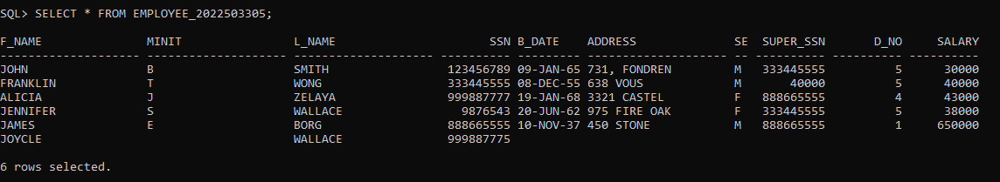 SQL> SELECT * FROM EMPLOYEE_2022503305;
F_NAME MINIT L_NAME SSN B_DATE ADDRESS SE SUPER_SSN D_NO SALARY
-------------------- -------------------- -------------------- ---------- --------- -------------------- -- ---------- ---------- ----------
JOHN B SMITH 123456789 09-JAN-65 731, FONDREN M 333445555 5 30000
FRANKLIN T WONG 333445555 08-DEC-55 638 VOUS M 40000 5 40000
ALICIA J ZELAYA 999887777 19-JAN-68 3321 CASTEL F 888665555 4 43000
JENNIFER S WALLACE 9876543 20-JUN-62 975 FIRE OAK F 333445555 5 38000
JAMES E BORG 888665555 10-NOV-37 450 STONE M 888665555 1 650000
JOYCLE WALLACE 999887775
6 rows selected.